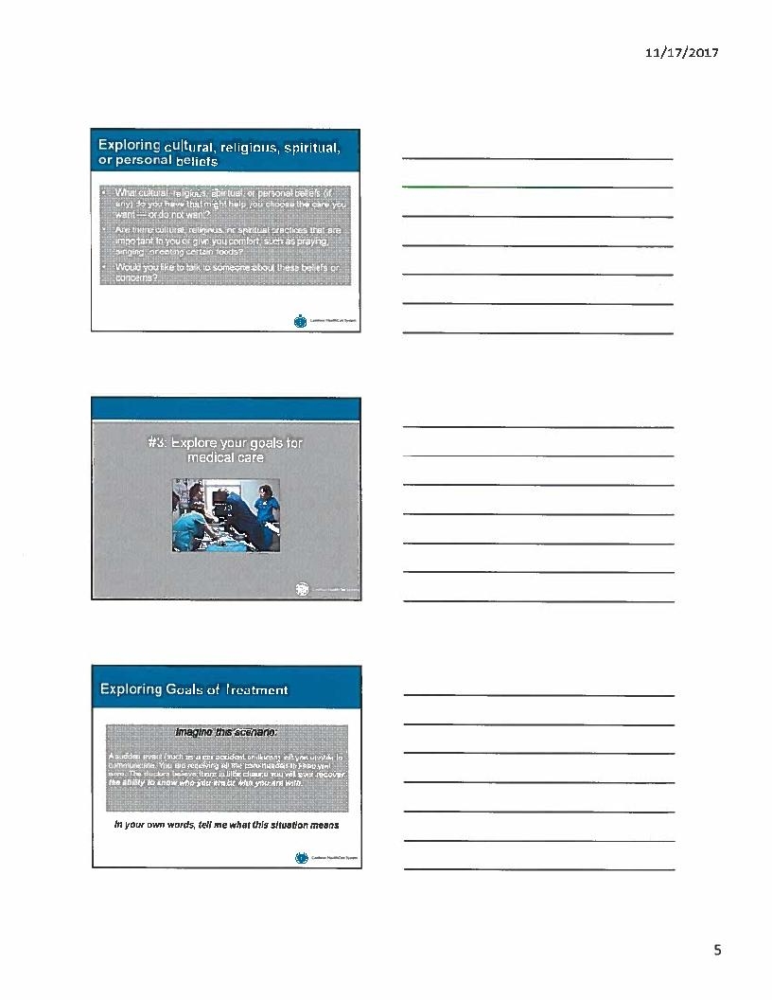 11/17/2017
Exploring cultural, religious, spiritual,
or personal beliefs
• What cultural, religious, spiritual, or personal beliefs (if
any) do you have that might help you choose the care you
want — or do not want?
• Are there cultural, religious, or spiritual practices that are
important to you or give you comfort, such as praying,
singing, or eating certain foods?
• Would you like to talk to someone about these beliefs or
concerns?
#3: Explore your goals for
medical care
Exploring Goals of Treatment
Imagine this scenario:
A sudden event (such as a car accident or illness) left you unable to
communicate. You are receiving all the care needed to keep you
The doctors believe there is little chance you will ever recover
the ability to know who you are or who you are with.
In your own words, tell me what this situation means
5